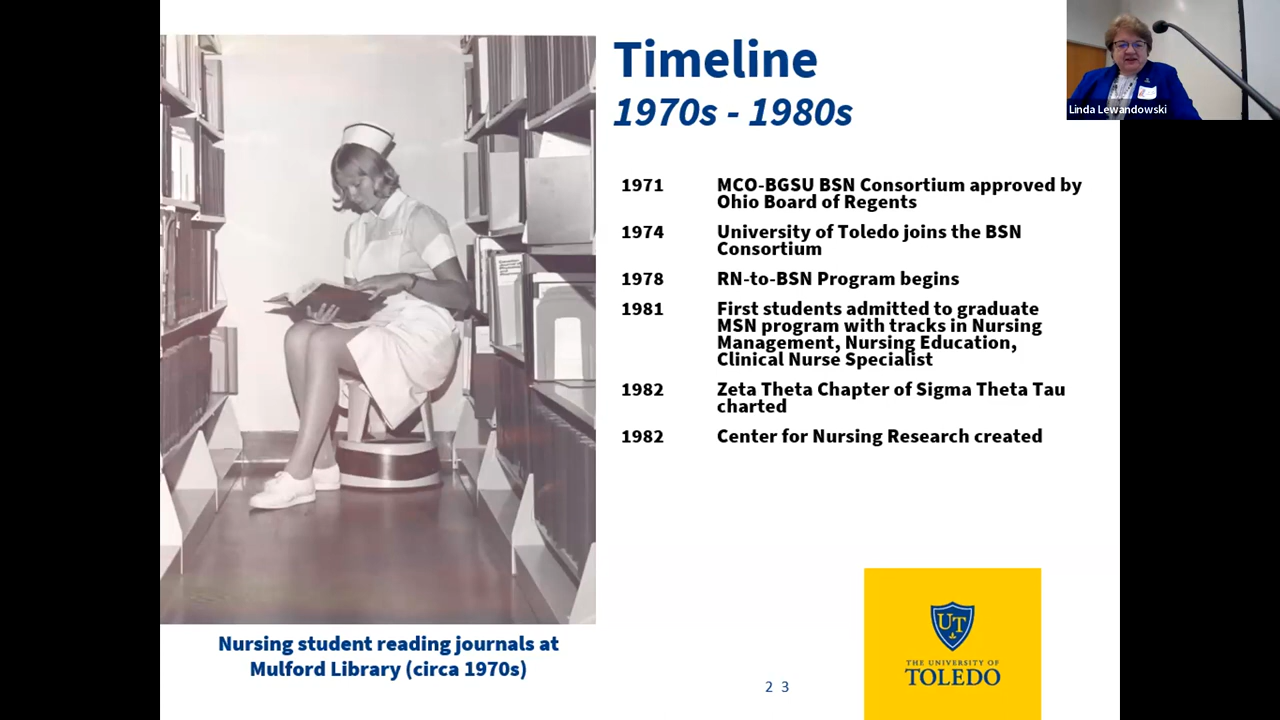 Timeline
1970s - 1980s
Linda Lewandowski
1971 MCO-BGSU BSN Consortium approved by
Ohio Board of Regents
1974 University of Toledo joins the BSN
Consortium
1978 RN-to-BSN Program begins
1981 First students admitted to graduate
MSN program with tracks in Nursing
Management, Nursing Education,
Clinical Nurse Specialist
1982 Zeta Theta Chapter of Sigma Theta Tau
charted
1982 Center for Nursing Research created
Nursing student reading journals at
Mulford Library (circa 1970s)
2 3
UT
THE UNIVERSITY OF
TOLEDO